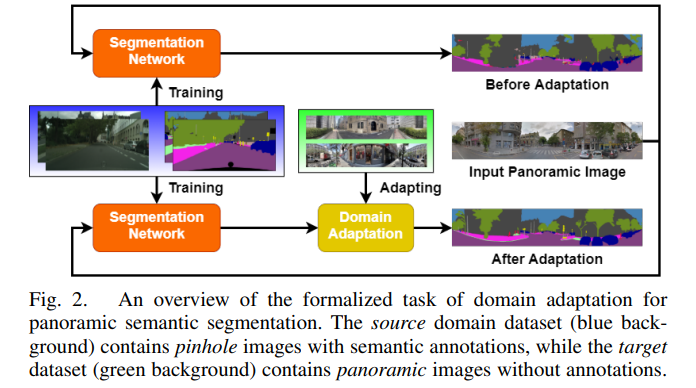 Segmentation
Network
Before Adaptation
Training
Input Panoramic Image
Training
Adapting
Segmentation
Network
Domain
Adaptation
After Adaptation
Fig. 2. An overview of the formalized task of domain adaptation for
panoramic semantic segmentation. The source domain dataset (blue back-
ground) contains pinhole images with semantic annotations, while the target
dataset (green background) contains panoramic images without annotations.